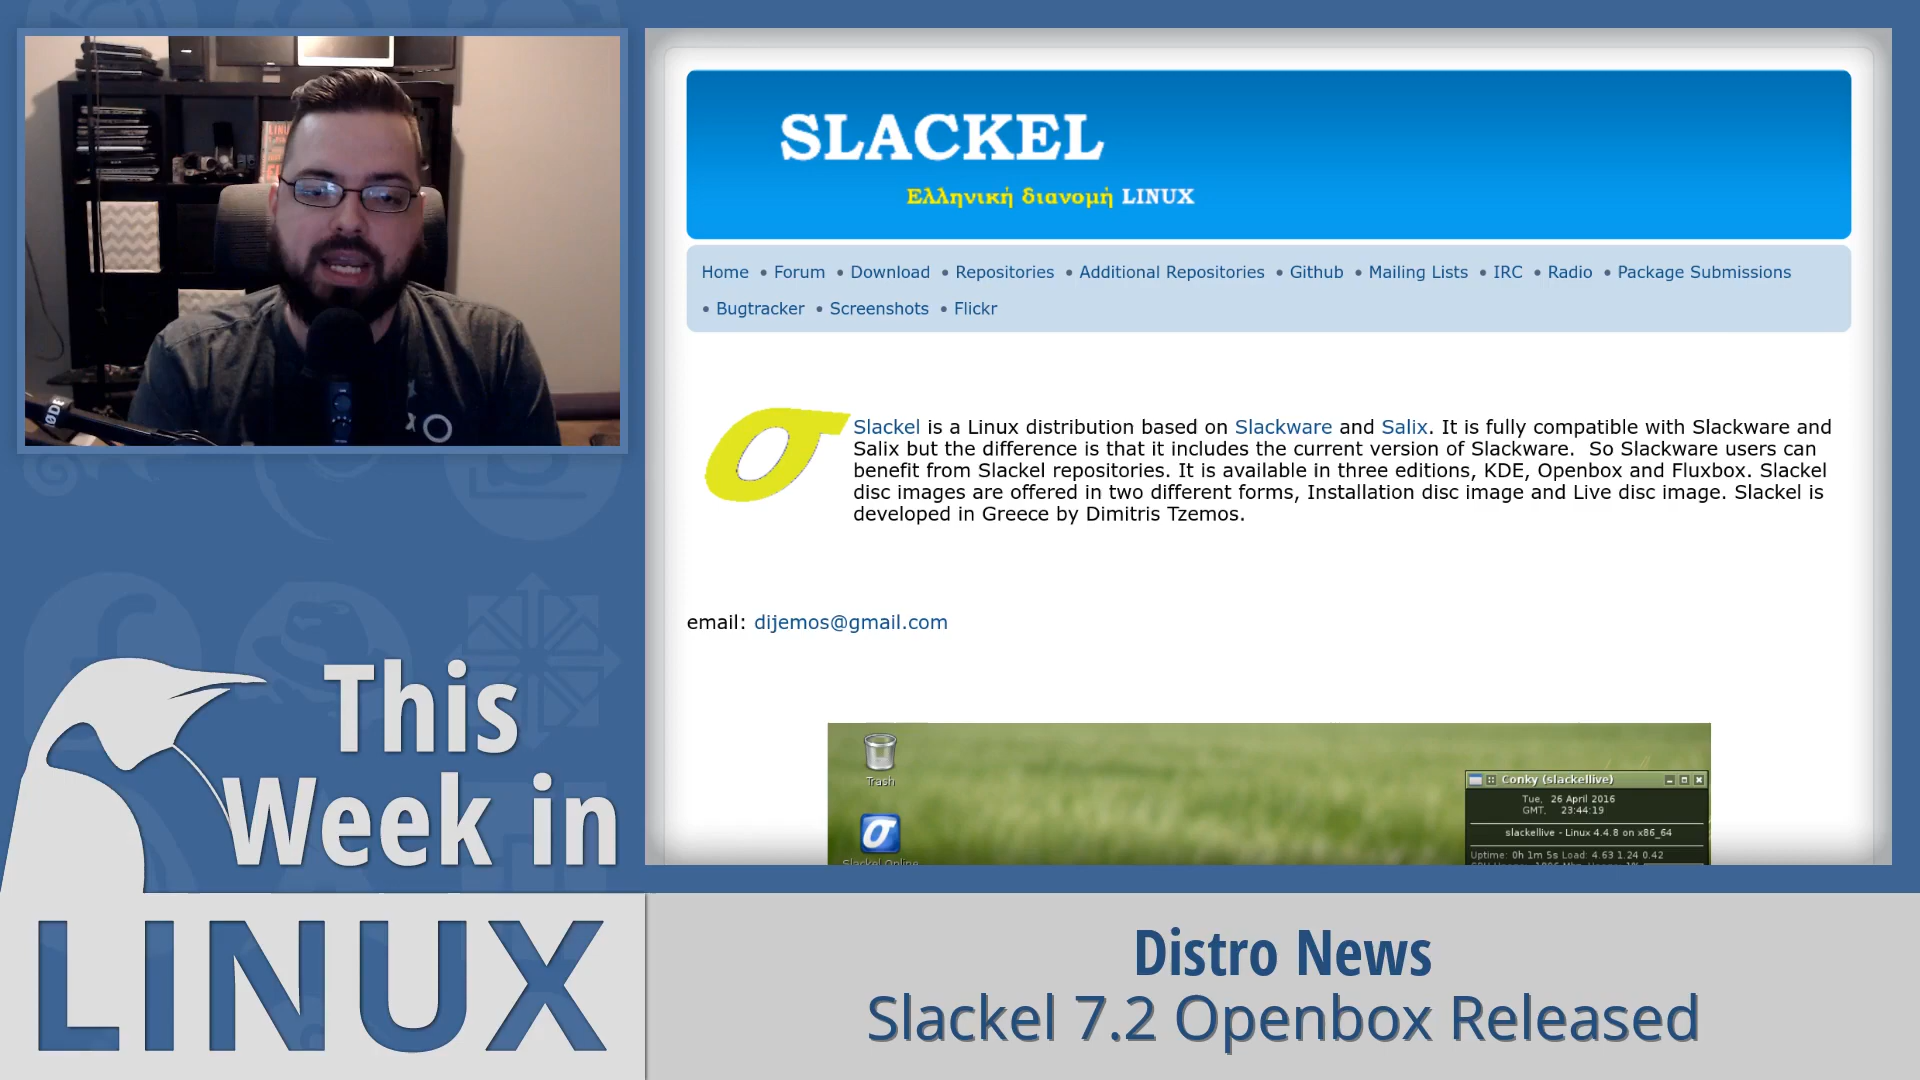 LINUX
RØDE
SLACKEL
Ελληνική διανομή LINUX
Home • Forum • Download • Repositories • Additional Repositories • Github • Mailing Lists • IRC • Radio • Package Submissions
• Bugtracker • Screenshots • Flickr
σ
Slackel is a Linux distribution based on Slackware and Salix. It is fully compatible with Slackware and
Salix but the difference is that it includes the current version of Slackware. So Slackware users can
benefit from Slackel repositories. It is available in three editions, KDE, Openbox and Fluxbox. Slackel
disc images are offered in two different forms, Installation disc image and Live disc image. Slackel is
developed in Greece by Dimitris Tzemos.
email: dijemos@gmail.com
Trash
σ
Slackel Online
Conky (slackellive)
Tue, 26 April 2016
GMT, 23:44:19
slackellive - Linux 4.4.8 on x86_64
Uptime: 0h 1m 5s Load: 4.63 1.24 0.42
This
Week in
LINUX
Distro News
Slackel 7.2 Openbox Released